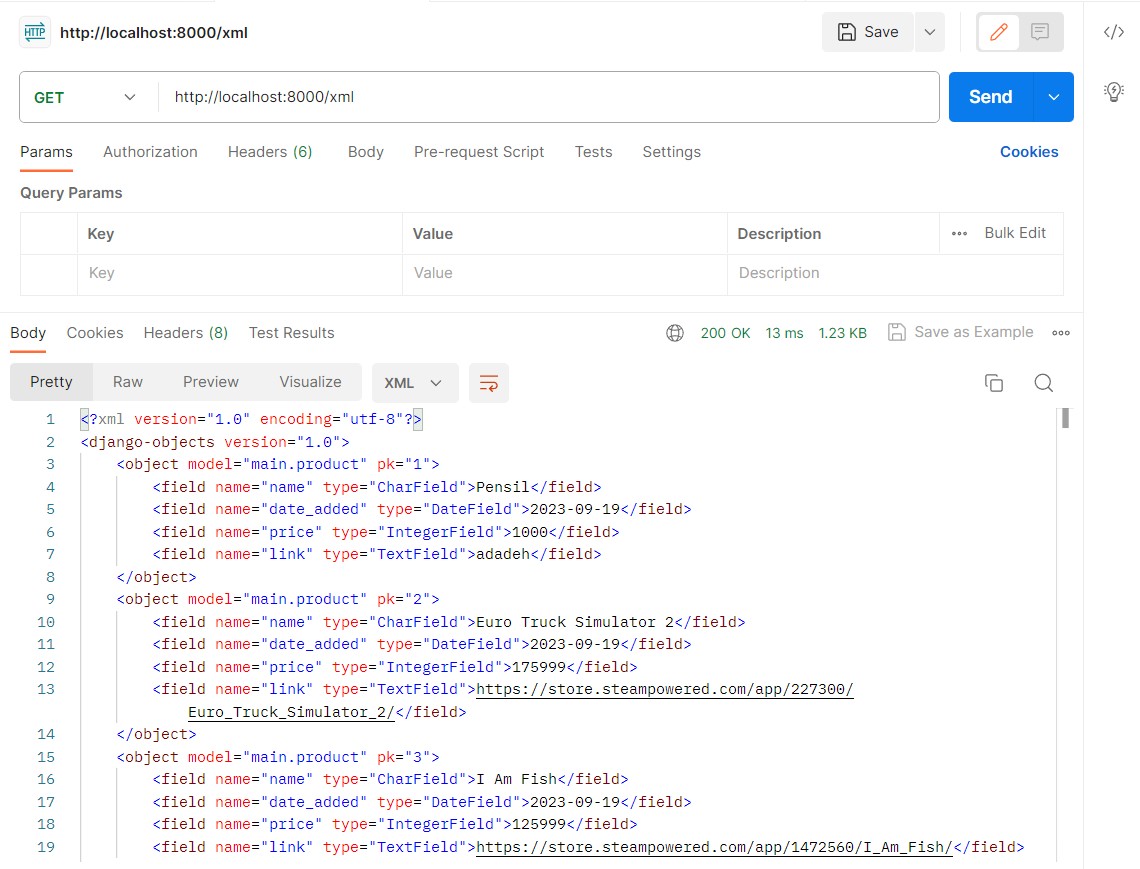 HTTP http://localhost:8000/xml Save </>
GET http://localhost:8000/xml Send
Params Authorization Headers (6) Body Pre-request Script Tests Settings Cookies
Query Params
Key Value Description ••• Bulk Edit
Key Value Description
Body Cookies Headers (8) Test Results 200 OK 13 ms 1.23 KB Save as Example
Pretty Raw Preview Visualize XML
1 <?xml version="1.0" encoding="utf-8"?>
2 <django-objects version="1.0">
3 <object model="main.product" pk="1">
4 <field name="name" type="CharField">Pensil</field>
5 <field name="date_added" type="DateField">2023-09-19</field>
6 <field name="price" type="IntegerField">1000</field>
7 <field name="link" type="TextField">adadeh</field>
8 </object>
9 <object model="main.product" pk="2">
10 <field name="name" type="CharField">Euro Truck Simulator 2</field>
11 <field name="date_added" type="DateField">2023-09-19</field>
12 <field name="price" type="IntegerField">175999</field>
13 <field name="link" type="TextField">https://store.steampowered.com/app/227300/
Euro_Truck_Simulator_2/</field>
14 </object>
15 <object model="main.product" pk="3">
16 <field name="name" type="CharField">I Am Fish</field>
17 <field name="date_added" type="DateField">2023-09-19</field>
18 <field name="price" type="IntegerField">125999</field>
19 <field name="link" type="TextField">https://store.steampowered.com/app/1472560/I_Am_Fish/</field>